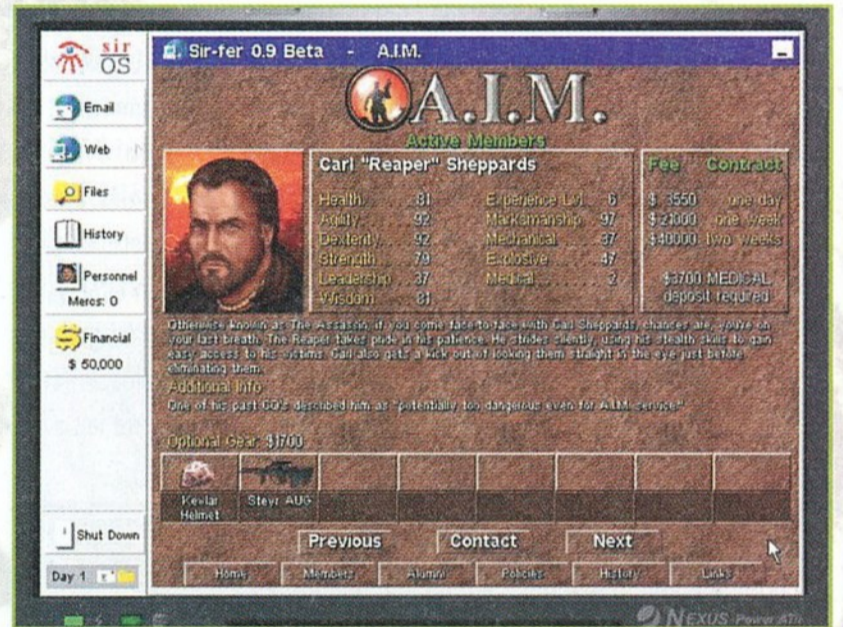 sir
OS
Sir-fer 0.9 Beta - A.I.M.
A.I.M.
Active Members
Email
Web
Files
History
Personnel
Mercs: 0
Financial
$ 50,000
Shut Down
Day 1
Carl "Reaper" Sheppards
Health 81 Experience Lvl 6
Agility 92 Marksmanship 97
Dexterity 92 Mechanical 37
Strength 79 Explosive 47
Leadership 37 Medical 2
Wisdom 81
Fee Contract
$ 3550 one day
$ 21000 one week
$40000 two weeks
$3700 MEDICAL
deposit required
Otherwise known as The Assassin, if you come face-to-face with Carl Sheppards, chances are, you're on
your last breath. The Reaper takes pride in his patience. He strides silently, using his stealth skills to gain
easy access to his victims. Carl also gets a kick out of looking them straight in the eye just before
eliminating them.
Additional Info
One of his past CO's described him as "potentially too dangerous even for A.I.M. service"
Optional Gear: $1700
Kevlar
Helmet
Steyr AUG
Previous Contact Next
Home Members Alumni Policies History Links
NEXUS Power